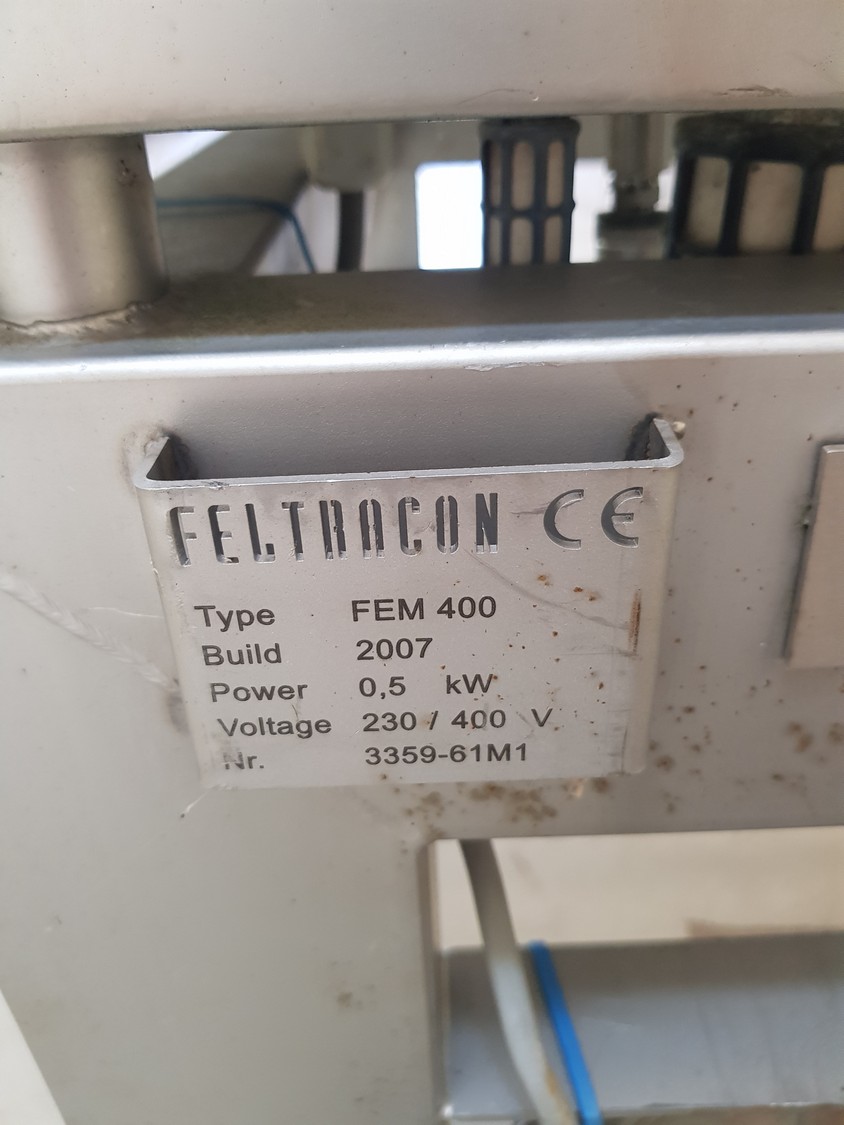 FELTRACON CE
Type FEM 400
Build 2007
Power 0,5 kW
Voltage 230 / 400 V
Nr. 3359-61M1